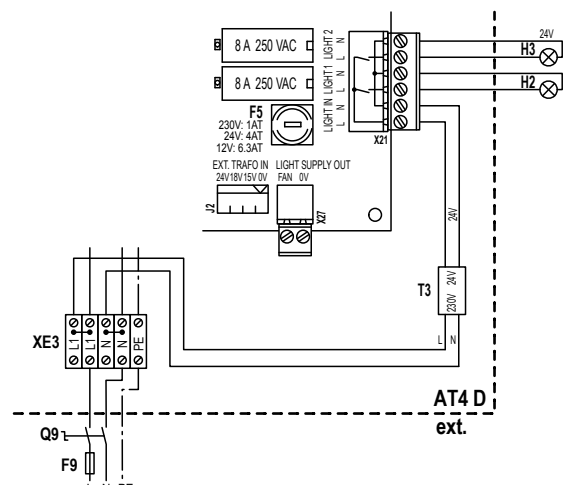 8 A 250 VAC
8 A 250 VAC
LIGHT 2
N
L
LIGHT 1
N
L
LIGHT IN
N
L
X21
24V
H3
H2
F5
230V: 1AT
24V: 4AT
12V: 6.3AT
EXT. TRAFO IN
24V 18V 15V 0V
J2
LIGHT SUPPLY OUT
FAN 0V
X27
24V
T3
230V 24V
L N
XE3
L1
L1
N
N
PE
AT4 D
ext.
Q9
F9